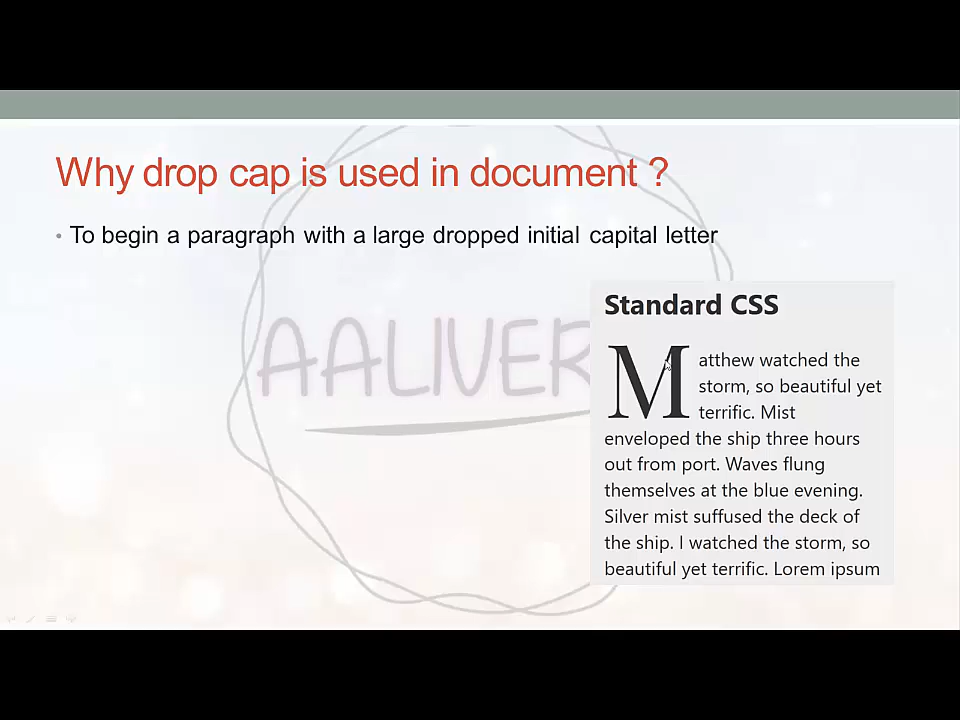 Why drop cap is used in document ?
• To begin a paragraph with a large dropped initial capital letter
AALIVER
Standard CSS
Matthew watched the
storm, so beautiful yet
terrific. Mist
enveloped the ship three hours
out from port. Waves flung
themselves at the blue evening.
Silver mist suffused the deck of
the ship. I watched the storm, so
beautiful yet terrific. Lorem ipsum